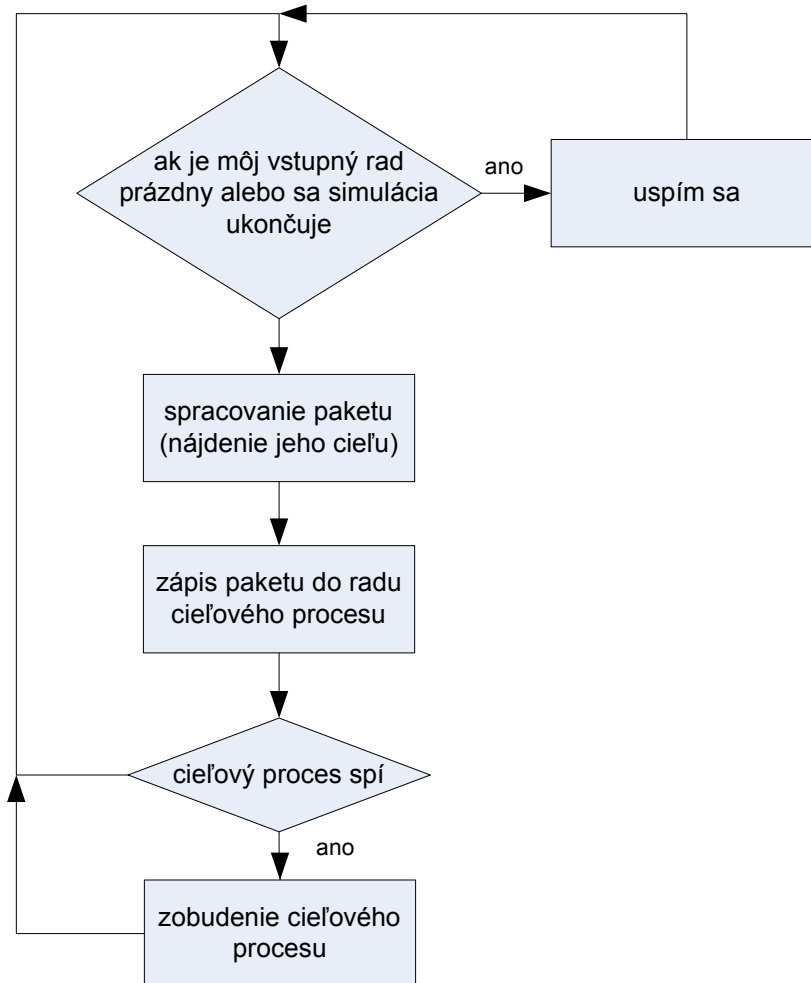 ak je môj vstupný rad
prázdny alebo sa simulácia
ukončuje
ano
uspím sa
spracovanie paketu
(nájdenie jeho cieľu)
zápis paketu do radu
cieľového procesu
cieľový proces spí
ano
zobudenie cieľového
procesu